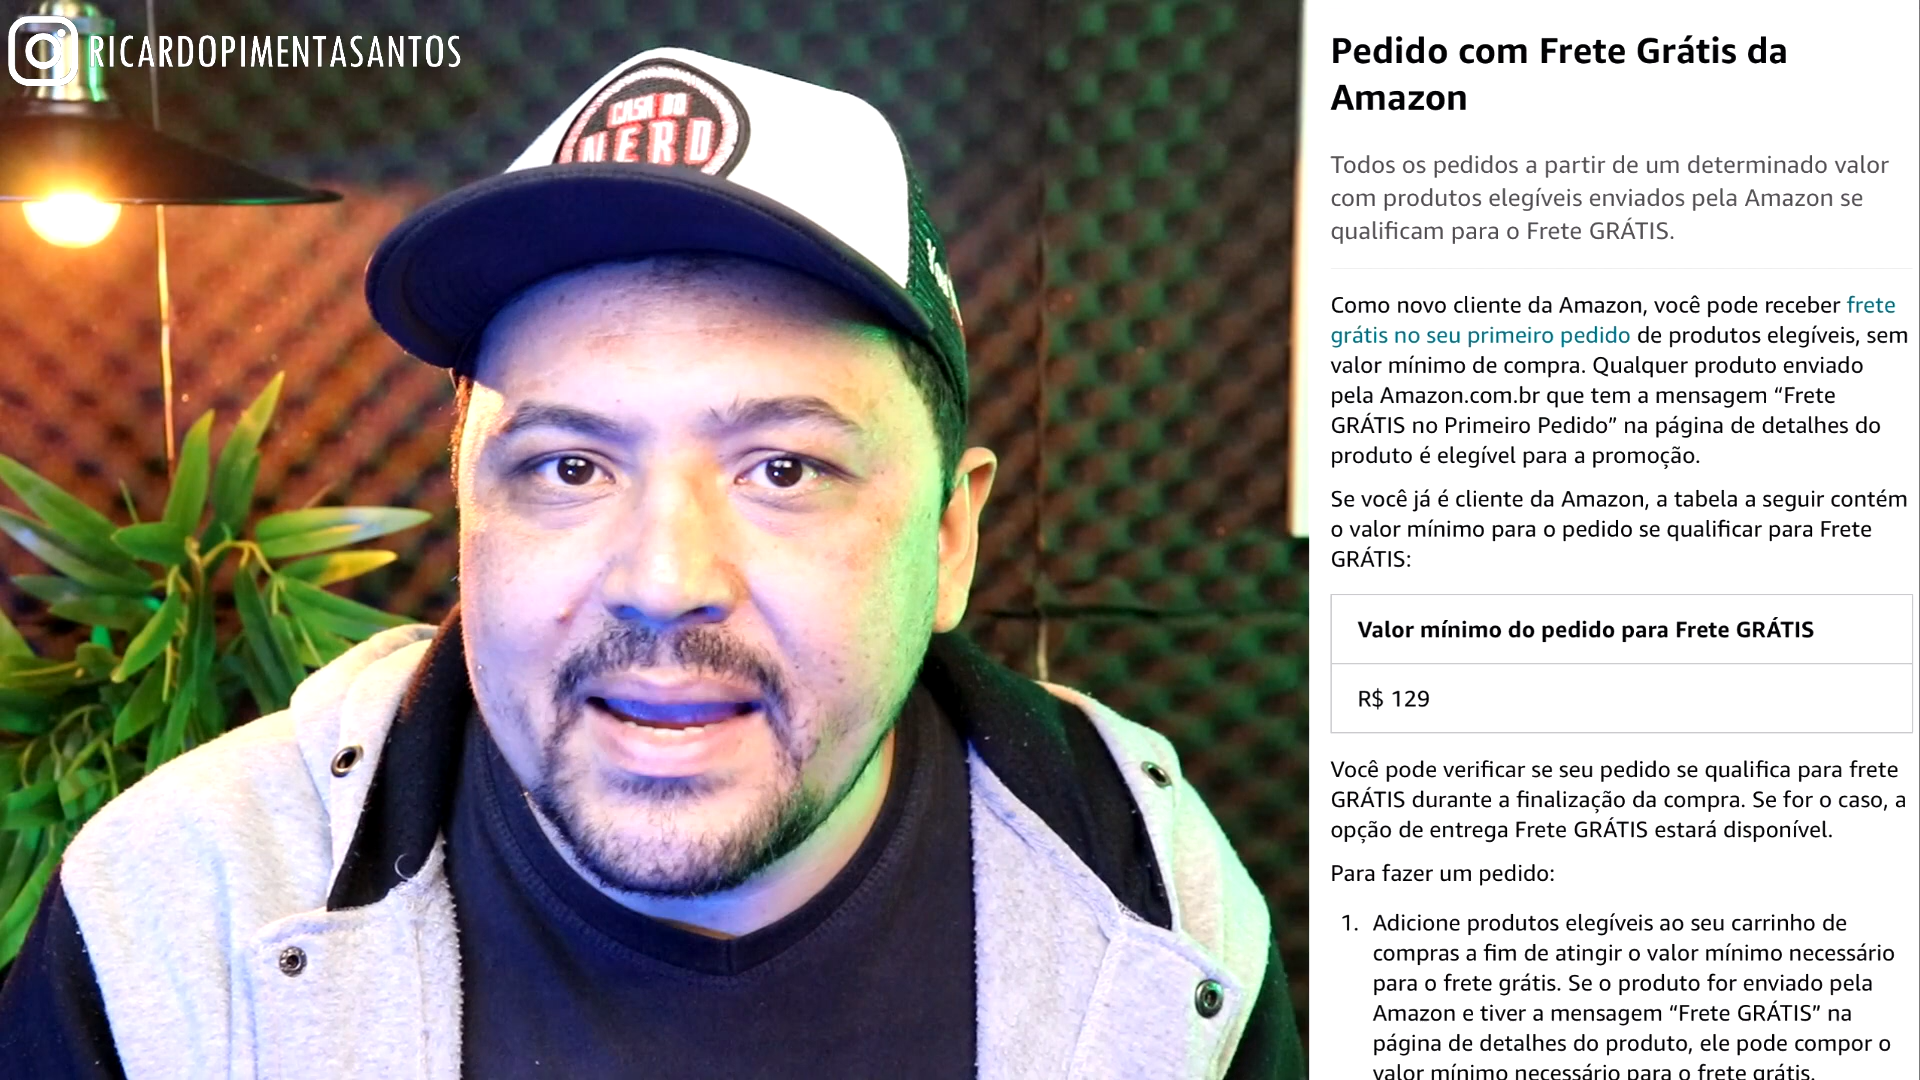 RICARDOPIMENTASANTOS
CASA DO
NERD
Pedido com Frete Grátis da
Amazon
Todos os pedidos a partir de um determinado valor
com produtos elegíveis enviados pela Amazon se
qualificam para o Frete GRÁTIS.
Como novo cliente da Amazon, você pode receber frete
grátis no seu primeiro pedido de produtos elegíveis, sem
valor mínimo de compra. Qualquer produto enviado
pela Amazon.com.br que tem a mensagem “Frete
GRÁTIS no Primeiro Pedido” na página de detalhes do
produto é elegível para a promoção.
Se você já é cliente da Amazon, a tabela a seguir contém
o valor mínimo para o pedido se qualificar para Frete
GRÁTIS:
Valor mínimo do pedido para Frete GRÁTIS
R$ 129
Você pode verificar se seu pedido se qualifica para frete
GRÁTIS durante a finalização da compra. Se for o caso, a
opção de entrega Frete GRÁTIS estará disponível.
Para fazer um pedido:
1. Adicione produtos elegíveis ao seu carrinho de
compras a fim de atingir o valor mínimo necessário
para o frete grátis. Se o produto for enviado pela
Amazon e tiver a mensagem “Frete GRÁTIS” na
página de detalhes do produto, ele pode compor o
valor mínimo necessário para o frete grátis.